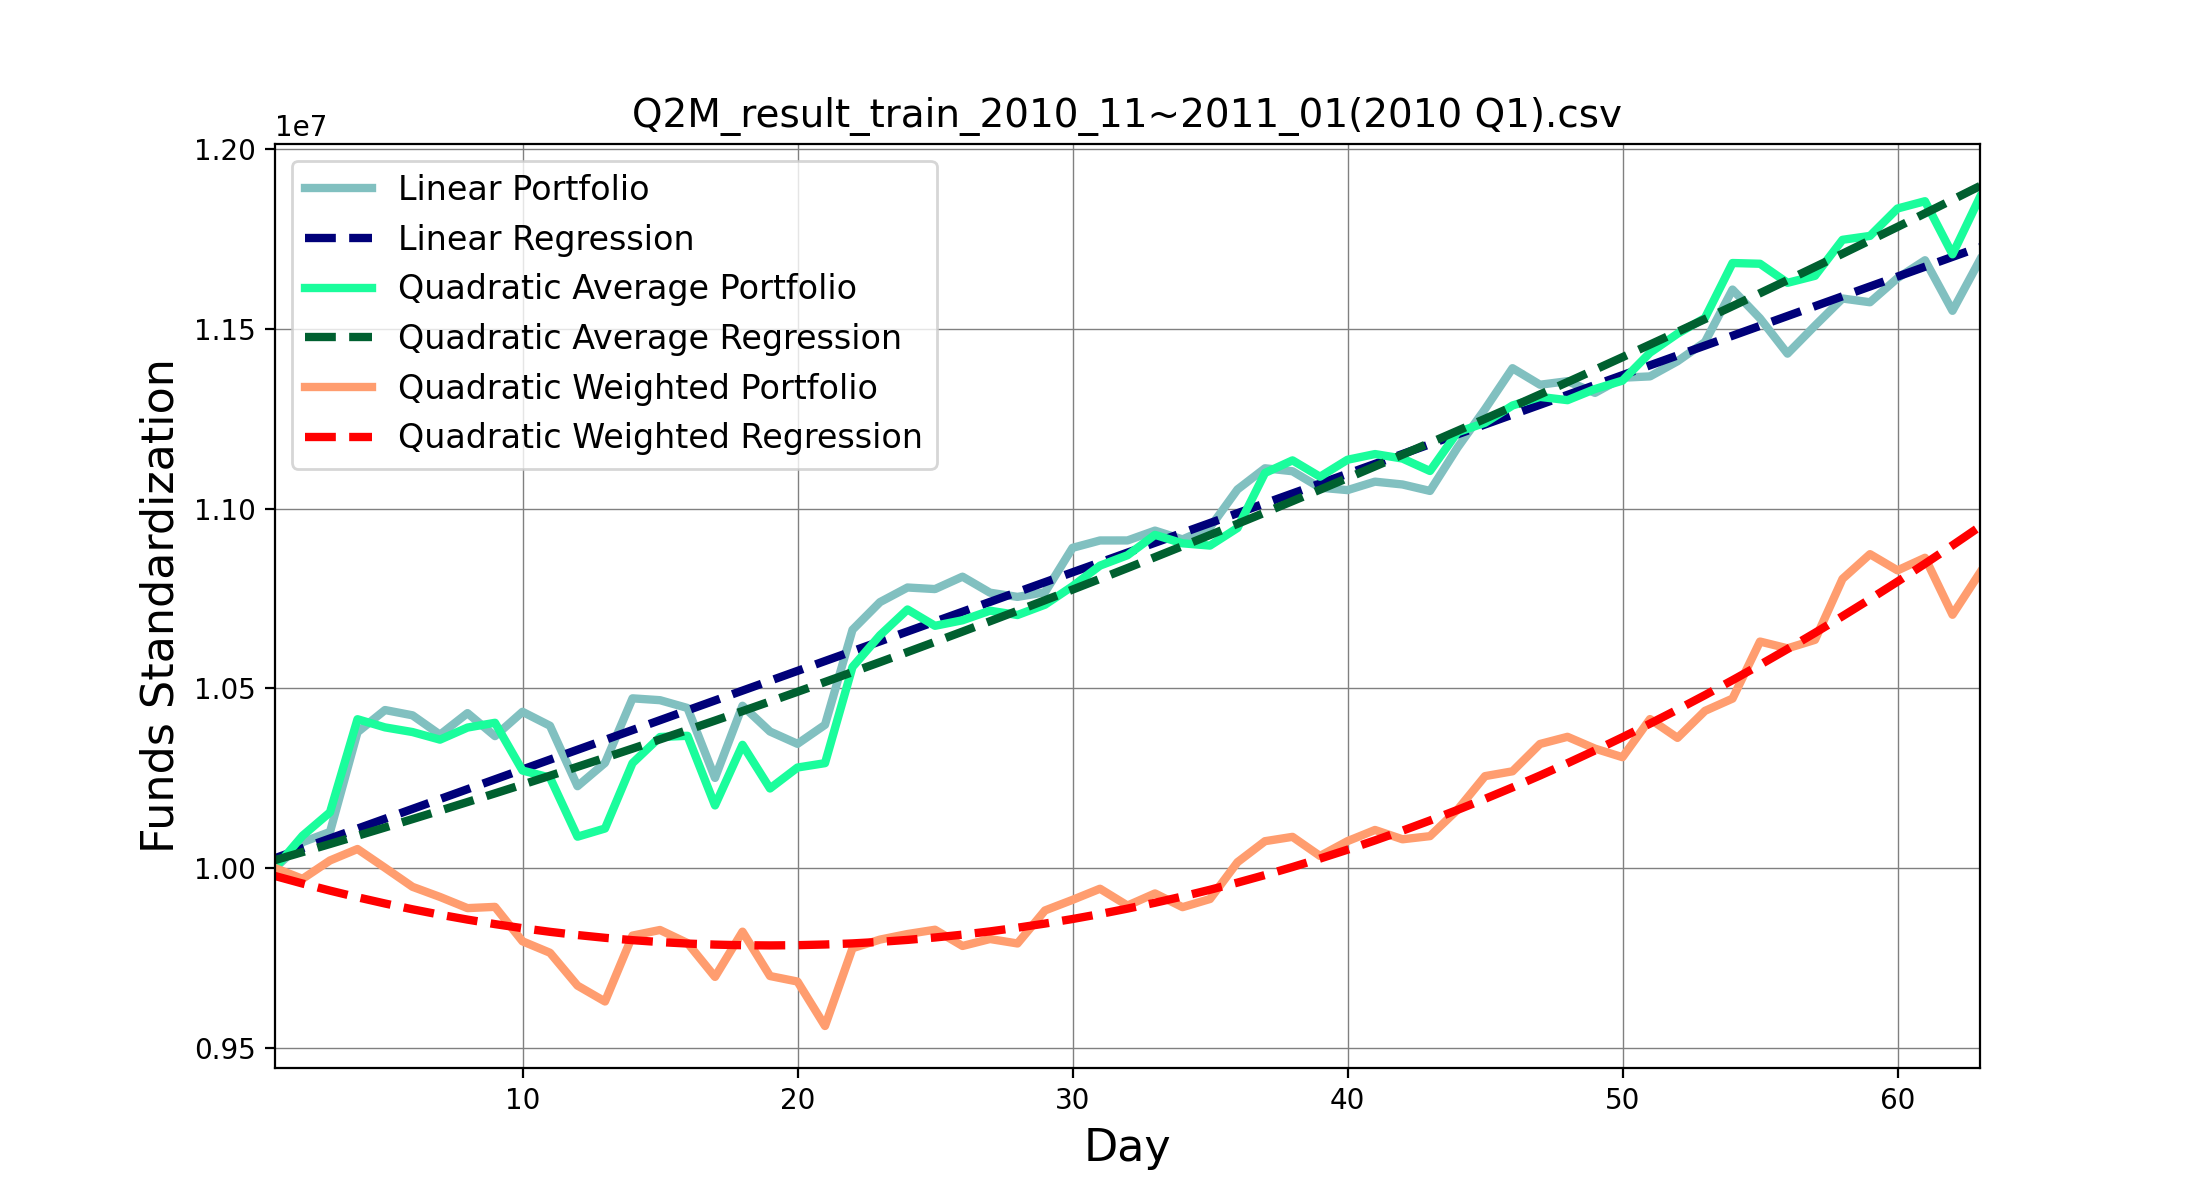 Q2M_result_train_2010_11~2011_01(2010 Q1).csv
1e7
1.20
1.15
1.10
1.05
1.00
0.95
Funds Standardization
Linear Portfolio
Linear Regression
Quadratic Average Portfolio
Quadratic Average Regression
Quadratic Weighted Portfolio
Quadratic Weighted Regression
10 20 30 40 50 60
Day